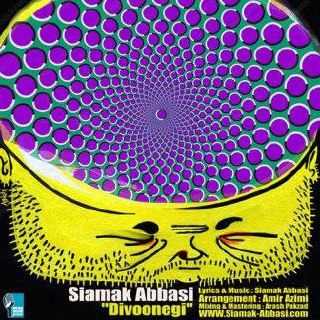 Siamak Abbasi
"Divoonegi"
Lyrics & Music : Siamak Abbasi
Arrangement : Amir Azimi
Mixing & Mastering : Arash Pakzad
WWW.Siamak-Abbasi.com